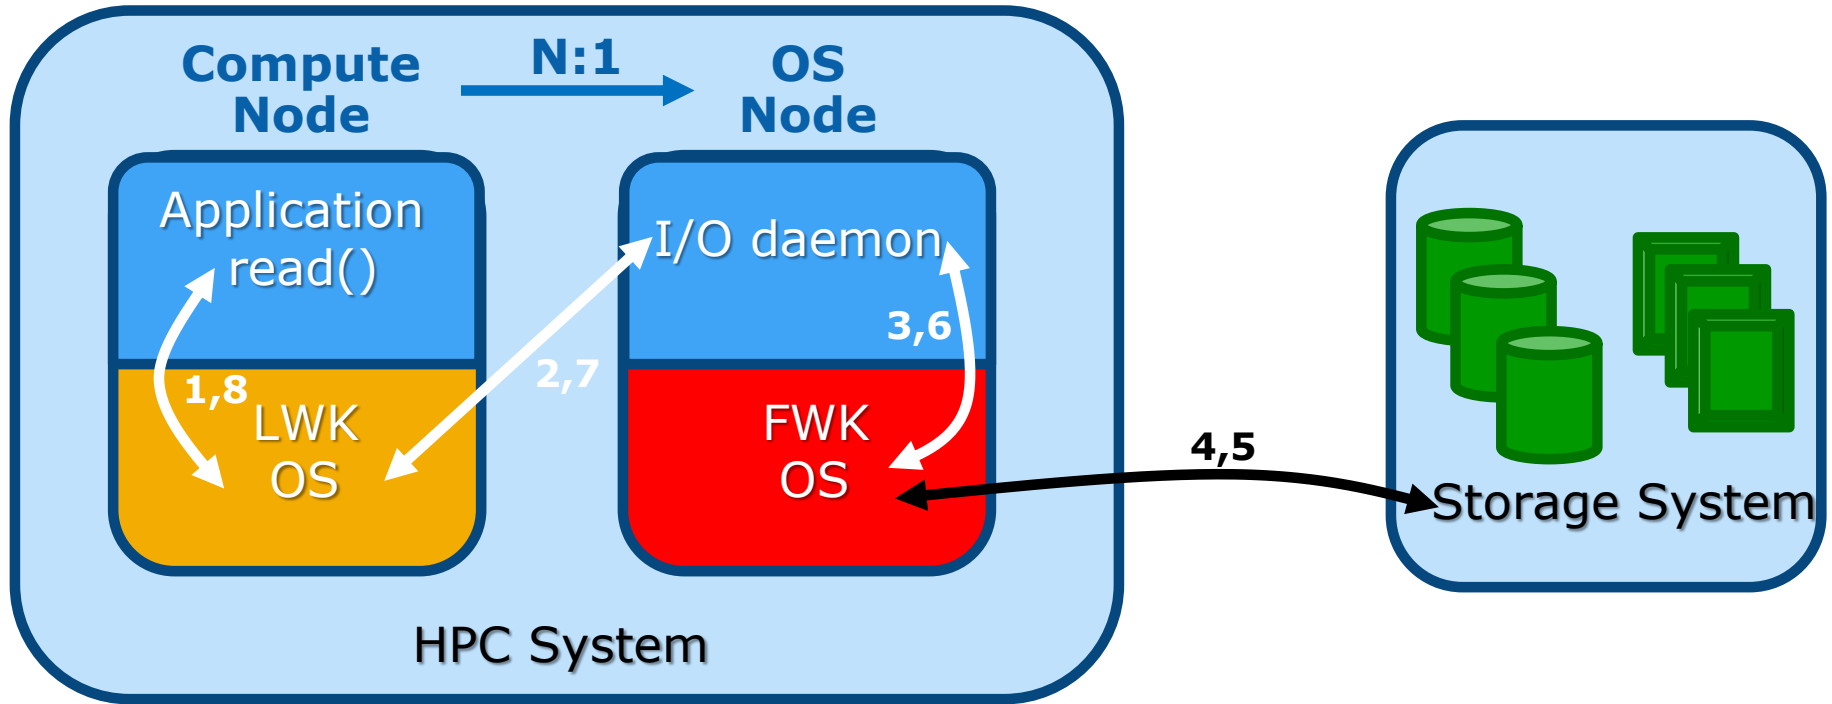 Compute
Node
N:1
OS
Node
Application
read()
I/O daemon
3,6
2,7
1,8
LWK
OS
FWK
OS
4,5
Storage System
HPC System